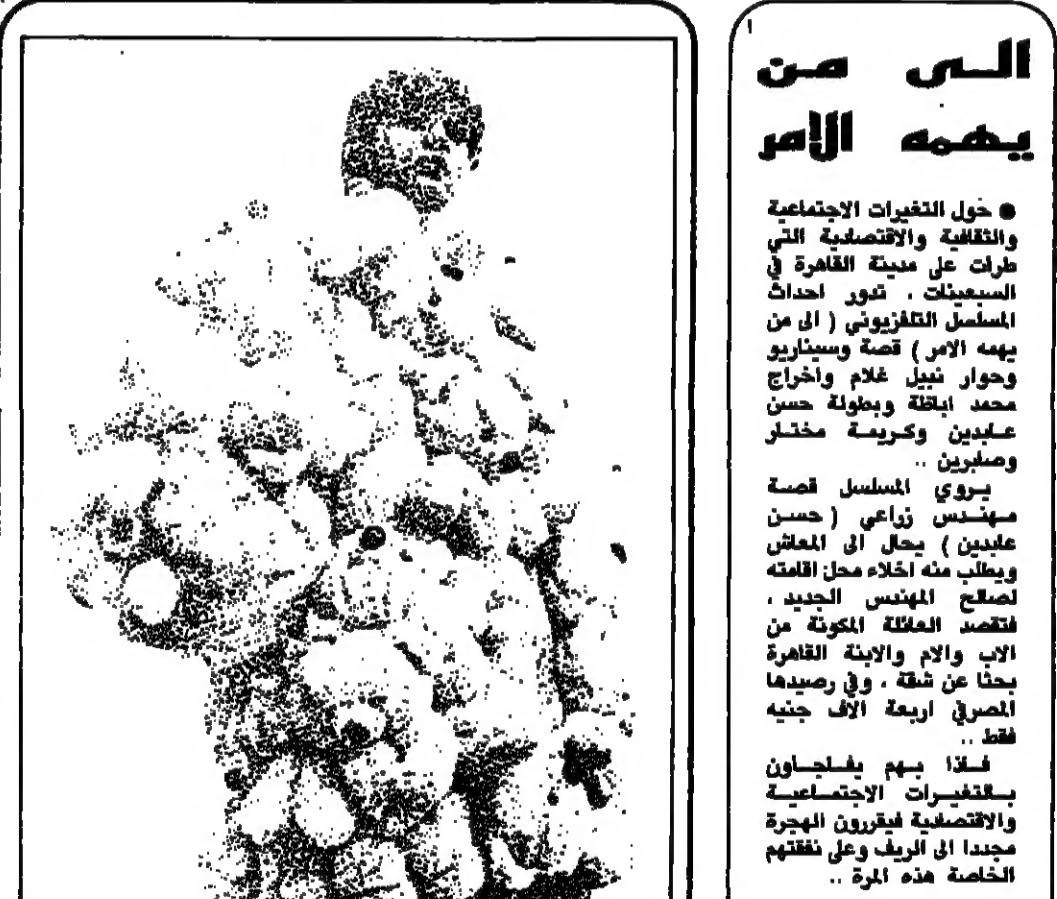 الى من
يهمه الامر
● حول التغيرات الاجتماعية
والثقافية والاقتصادية التي
طرات على مدينة القاهرة في
السبعينات ، تدور احداث
المسلسل التلفزيوني ( الى من
يهمه الامر ) قصة وسيناريو
وحوار نبيل غلام واخراج
محمد اباظة وبطولة حسن
عابدين وكريمة مختار
وصابرين ..
يروي المسلسل قصة
مهندس زراعي ( حسن
عابدين ) يحال الى المعاش
ويطلب منه اخلاء محل اقامته
لصالح المهندس الجديد ،
فتقصد العائلة المكونة من
الاب والام والابنة القاهرة
بحثا عن شقة ، وفي رصيدها
المصرفي اربعة الاف جنيه
فقط ..
فاذا بهم يفاجاون
بالتغيرات الاجتماعية
والاقتصادية فيقررون الهجرة
مجددا الى الريف وعلى نفقتهم
الخاصة هذه المرة ..